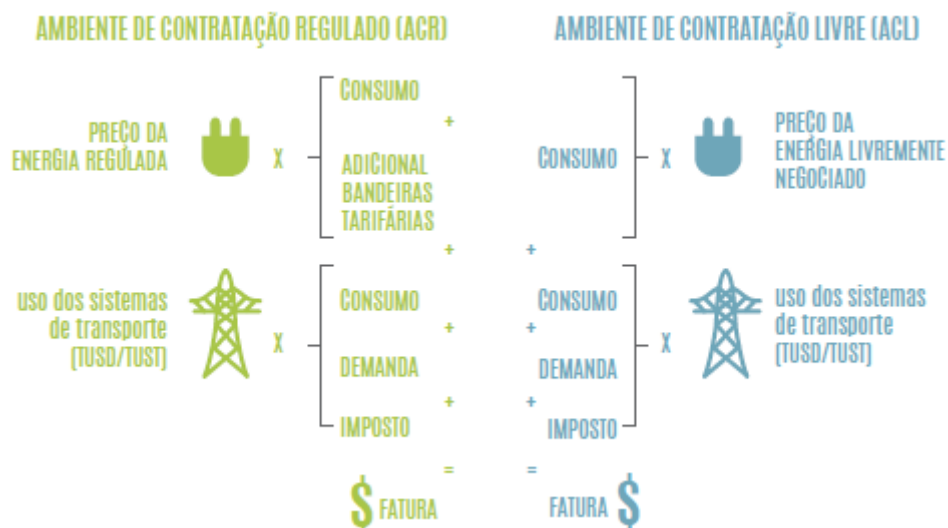 AMBIENTE DE CONTRATAÇÃO REGULADO (ACR)
PREÇO DA
ENERGIA REGULADA
X
CONSUMO
+
ADICIONAL
BANDEIRAS
TARIFÁRIAS
+
uso dos sistemas
de transporte
(TUSD/TUST)
X
CONSUMO
+
DEMANDA
+
IMPOSTO
=
$ FATURA
AMBIENTE DE CONTRATAÇÃO LIVRE (ACL)
CONSUMO
X
PREÇO DA
ENERGIA LIVREMENTE
NEGOCIADO
+
CONSUMO
+
DEMANDA
+
IMPOSTO
X
uso dos sistemas
de transporte
(TUSD/TUST)
=
FATURA $